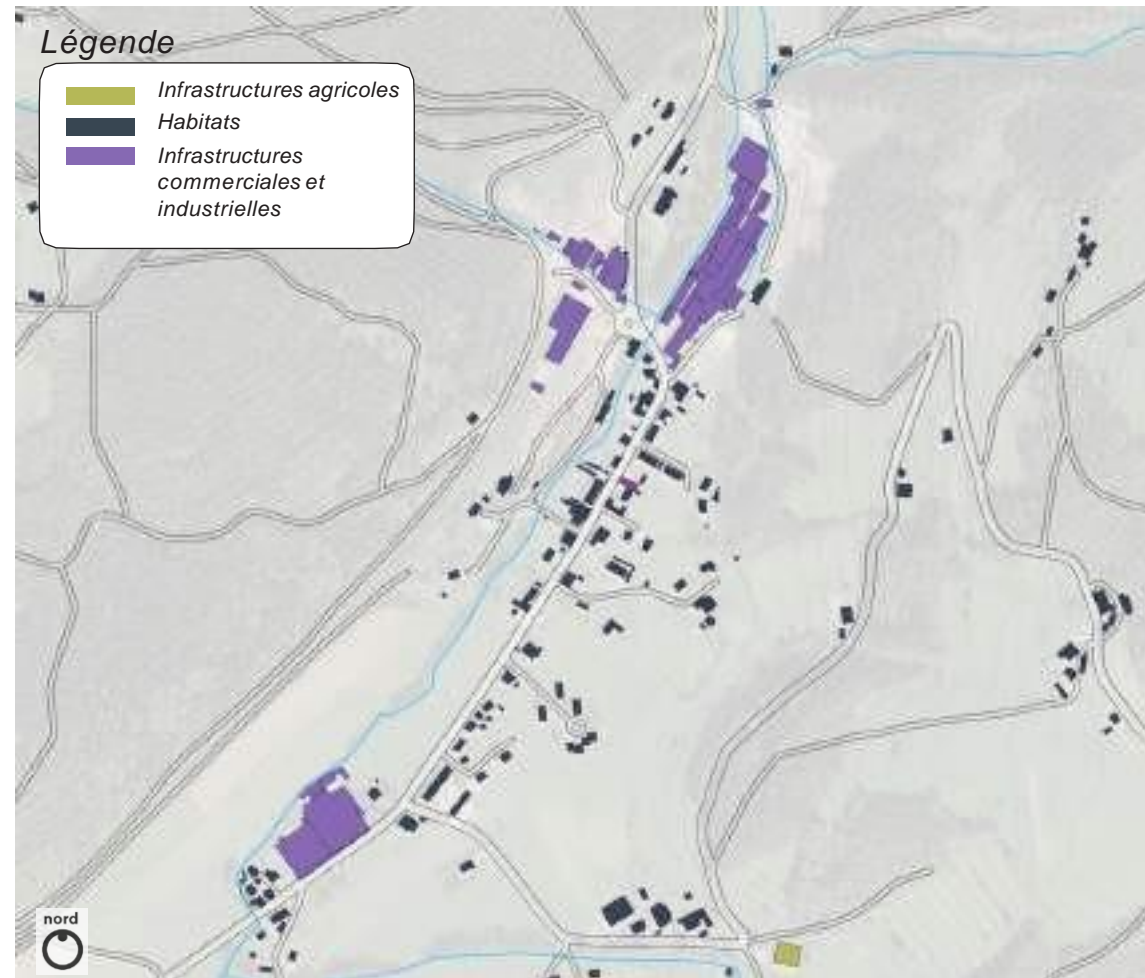 Légende
Infrastructures agricoles
Habitats
Infrastructures
commerciales et
industrielles
nord